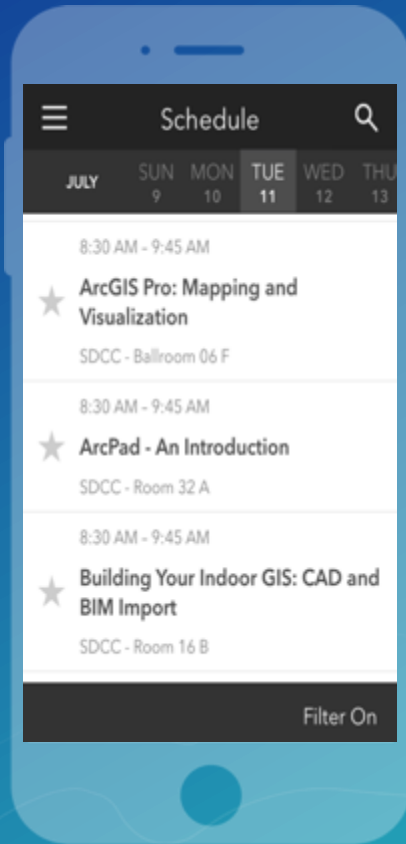 Schedule
JULY SUN MON TUE WED THU
9 10 11 12 13
8:30 AM - 9:45 AM
ArcGIS Pro: Mapping and
Visualization
SDCC - Ballroom 06 F
8:30 AM - 9:45 AM
ArcPad - An Introduction
SDCC - Room 32 A
8:30 AM - 9:45 AM
Building Your Indoor GIS: CAD and
BIM Import
SDCC - Room 16 B
Filter On